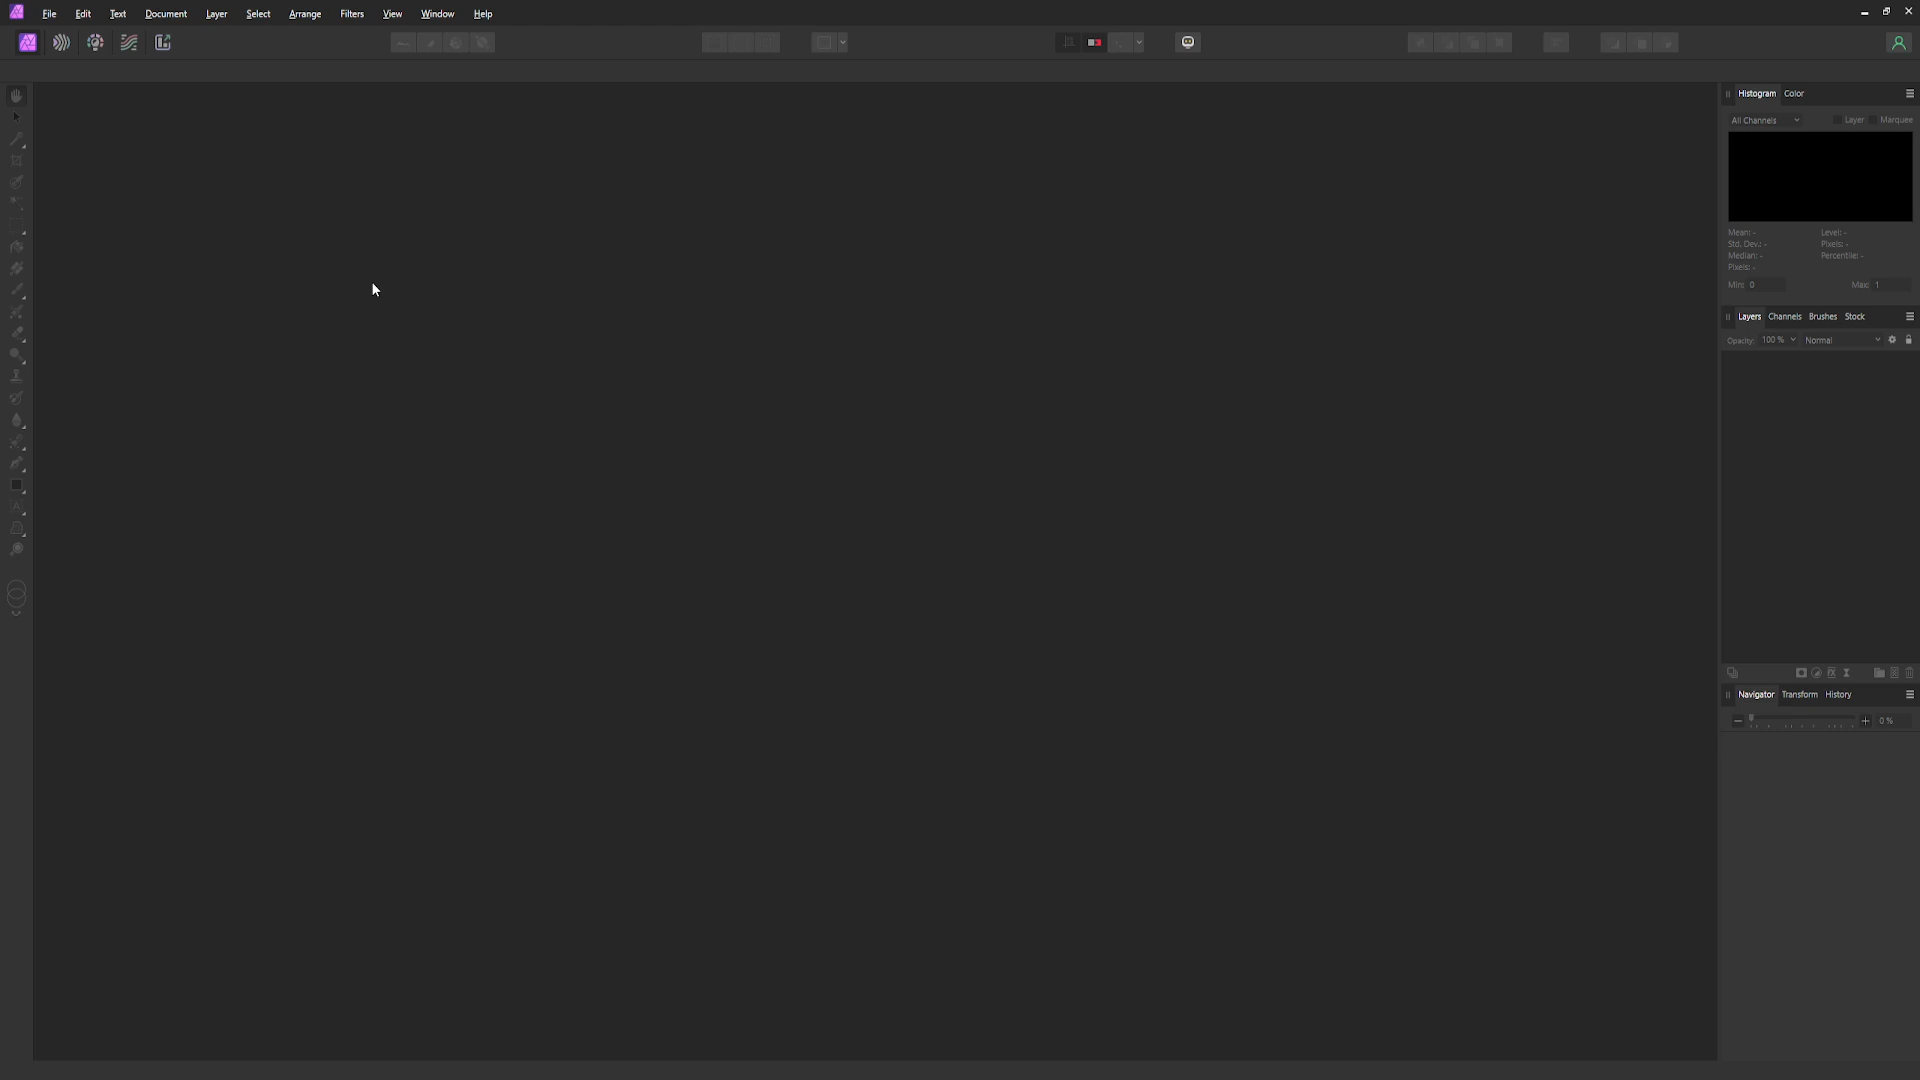 File Edit Text Document Layer Select Arrange Filters View Window Help
Histogram Color
All Channels Layer Marquee
Mean: - Level: -
Std. Dev.: - Pixels: -
Median: - Percentile: -
Pixels: -
Min: 0 Max: 1
Layers Channels Brushes Stock
Opacity: 100 % Normal
Navigator Transform History
0 %